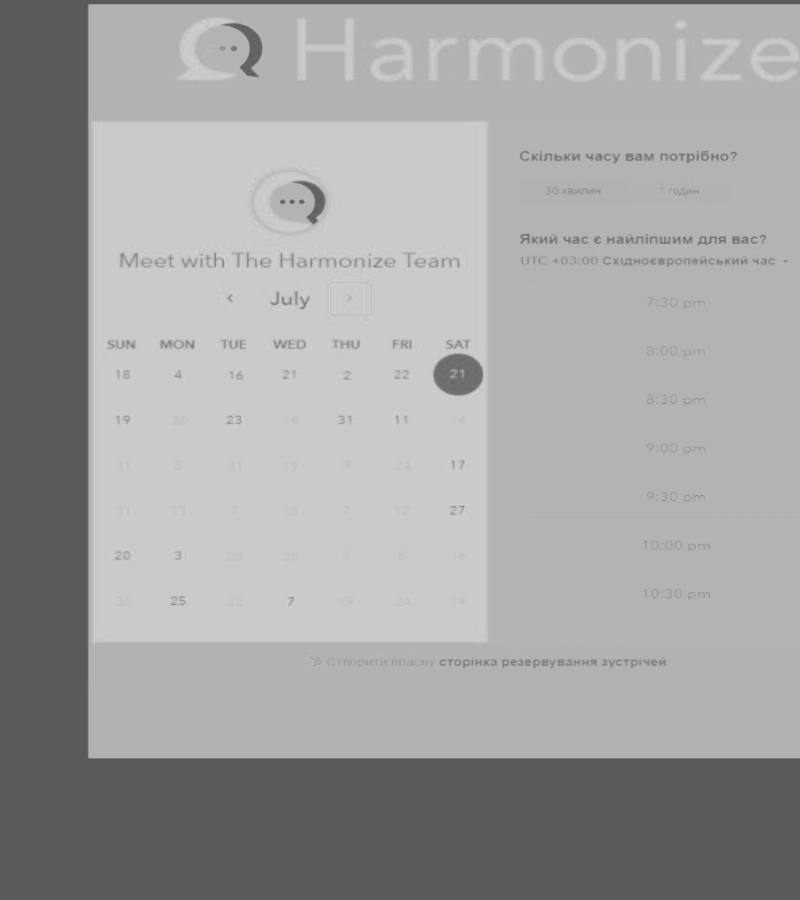 Harmonize
Meet with The Harmonize Team
July
SUN MON TUE WED THU FRI SAT
18 4 16 21 2 22 21
19 30 23 14 31 11 14
31 5 31 19 9 24 17
31 13 7 18 2 12 27
20 3 28 20 1 6 16
30 25 22 7 19 24 14
Скільки часу вам потрібно?
30 хвилин 1 годин
Який час є найліпшим для вас?
UTC +03:00 Східноєвропейський час
7:30 pm
8:00 pm
8:30 pm
9:00 pm
9:30 pm
10:00 pm
10:30 pm
Створити власну сторінка резервування зустрічей